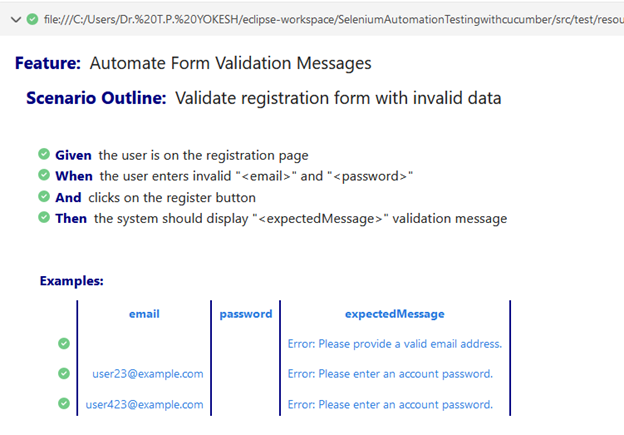 file:///C:/Users/Dr.%20T.P.%20YOKESH/eclipse-workspace/SeleniumAutomationTestingwithcucumber/src/test/resou
Feature: Automate Form Validation Messages
Scenario Outline: Validate registration form with invalid data
Given the user is on the registration page
When the user enters invalid "<email>" and "<password>"
And clicks on the register button
Then the system should display "<expectedMessage>" validation message
Examples:
email password expectedMessage
Error: Please provide a valid email address.
user23@example.com Error: Please enter an account password.
user423@example.com Error: Please enter an account password.